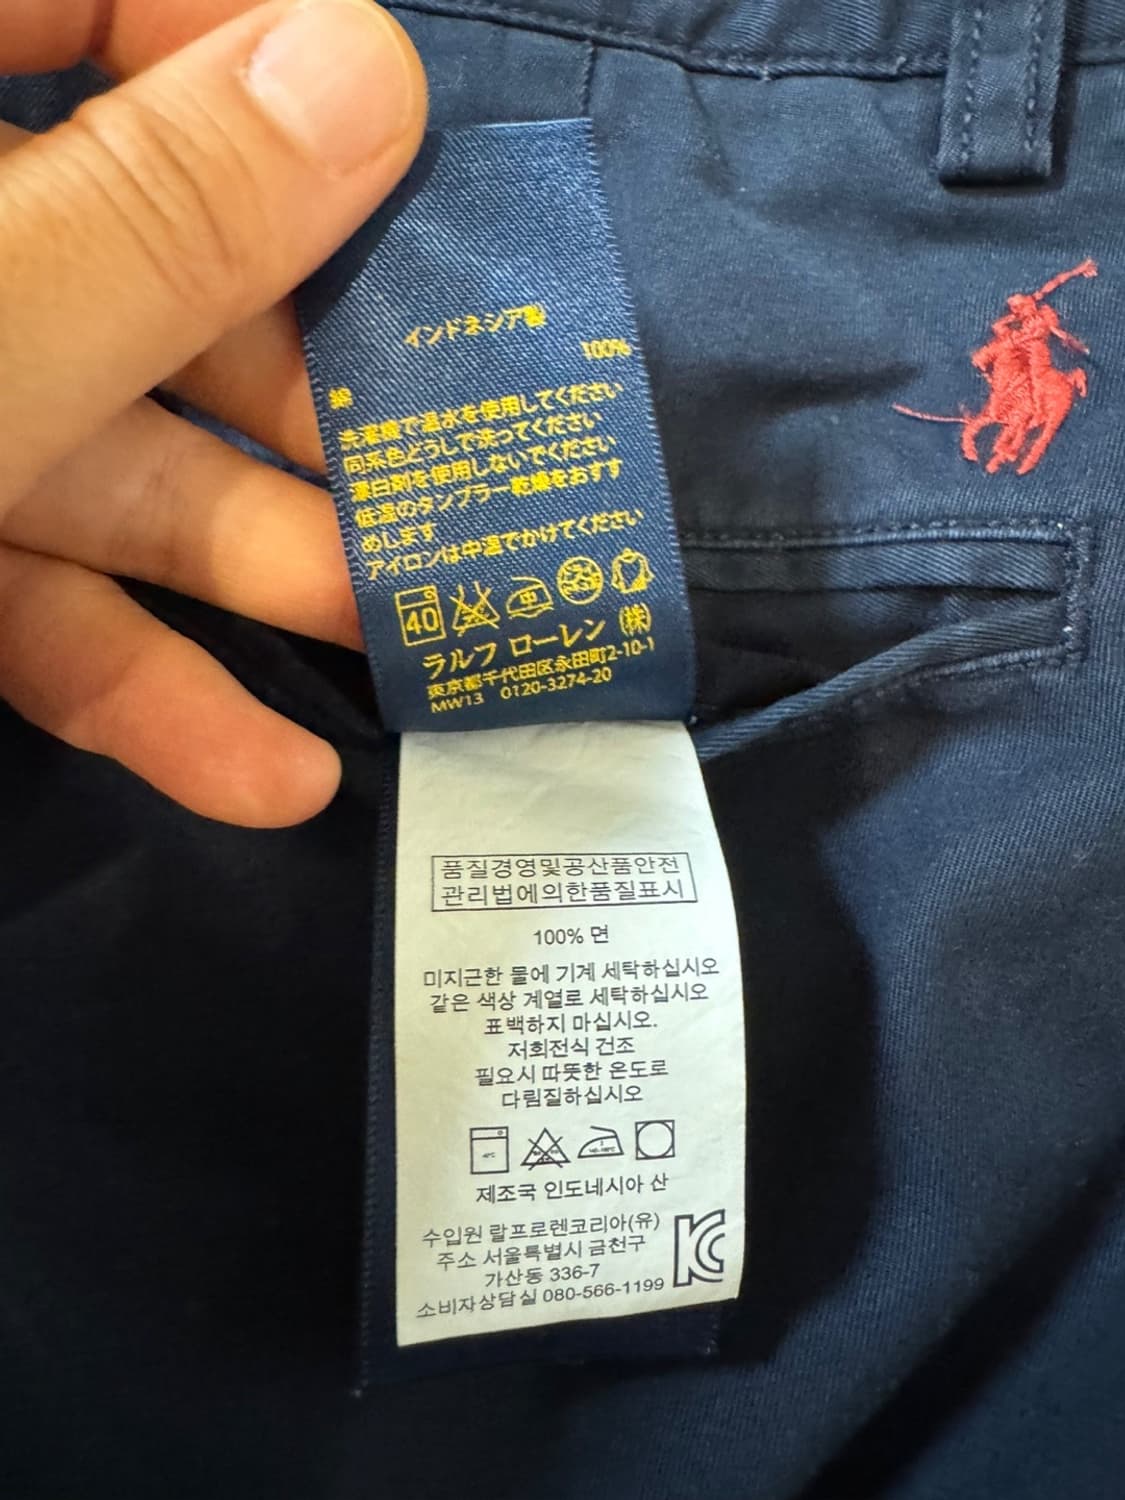 インドネシア製
100%
綿
洗濯機で温水を使用してください
同系色どうしで洗ってください
漂白剤を使用しないでください
低温のタンブラー乾燥をおすす
めします
アイロンは中温でかけてください
40
ラルフ ローレン (株)
東京都千代田区永田町2-10-1
MW13 0120-3274-20
품질경영및공산품안전
관리법에의한품질표시
100% 면
미지근한 물에 기계 세탁하십시오
같은 색상 계열로 세탁하십시오
표백하지 마십시오.
저회전식 건조
필요시 따뜻한 온도로
다림질하십시오
제조국 인도네시아 산
수입원 랄프로렌코리아(유)
주소 서울특별시 금천구
가산동 336-7
소비자상담실 080-566-1199